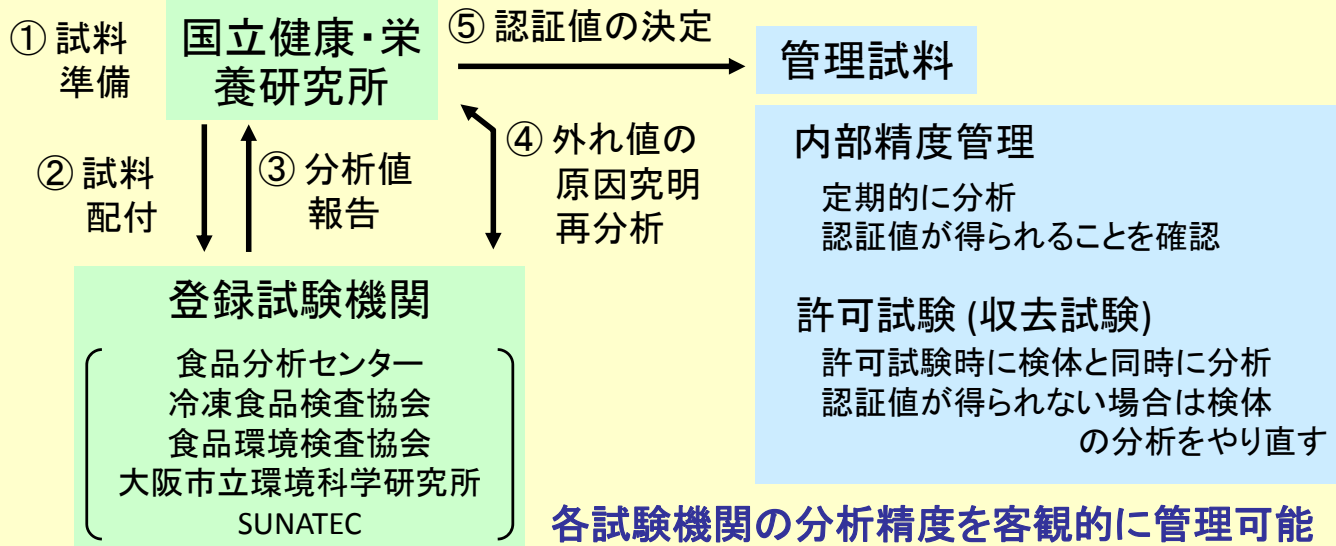 ① 試料
準備
国立健康・栄
養研究所
⑤ 認証値の決定
管理試料
② 試料
配付
③ 分析値
報告
④ 外れ値の
原因究明
再分析
登録試験機関
食品分析センター
冷凍食品検査協会
食品環境検査協会
大阪市立環境科学研究所
SUNATEC
内部精度管理
定期的に分析
認証値が得られることを確認
許可試験 (収去試験)
許可試験時に検体と同時に分析
認証値が得られない場合は検体
の分析をやり直す
各試験機関の分析精度を客観的に管理可能